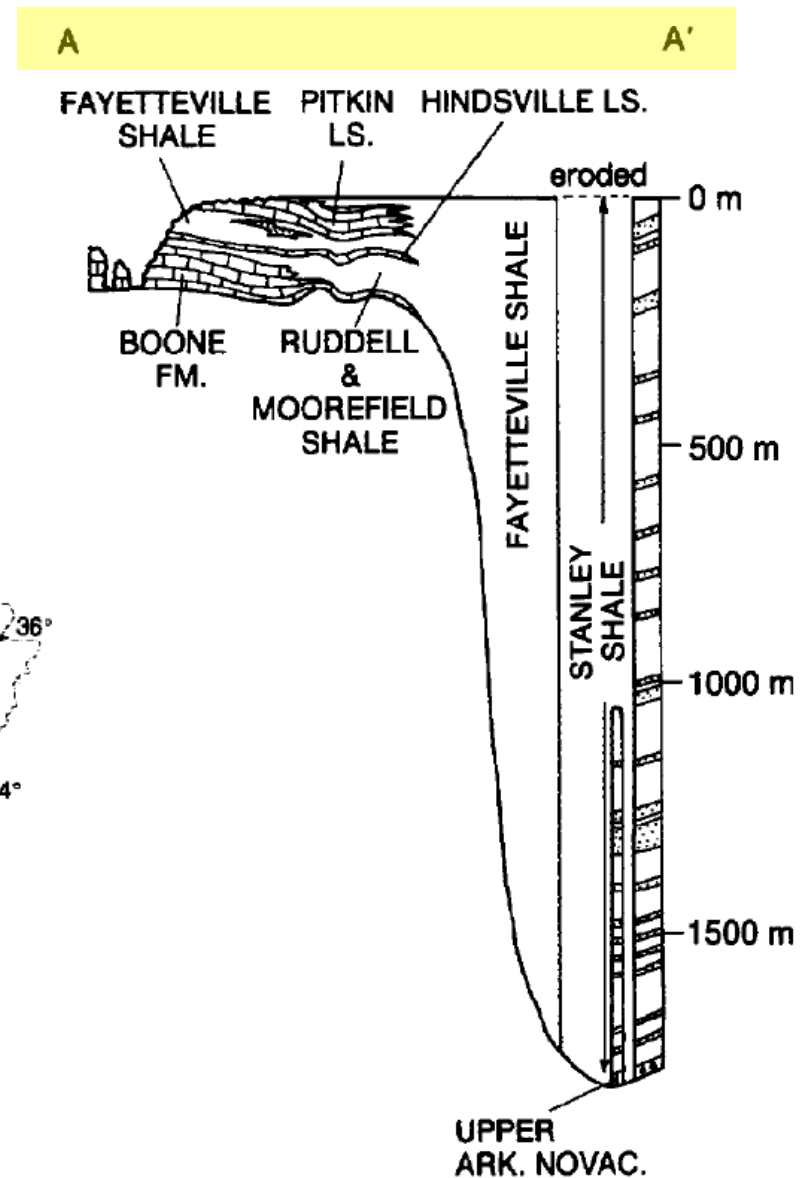 A A′
FAYETTEVILLE SHALE
PITKIN LS.
HINDSVILLE LS.
eroded
0 m
BOONE FM.
RUDDELL & MOOREFIELD SHALE
FAYETTEVILLE SHALE
STANLEY SHALE
500 m
36°
1000 m
4°
1500 m
UPPER
ARK. NOVAC.